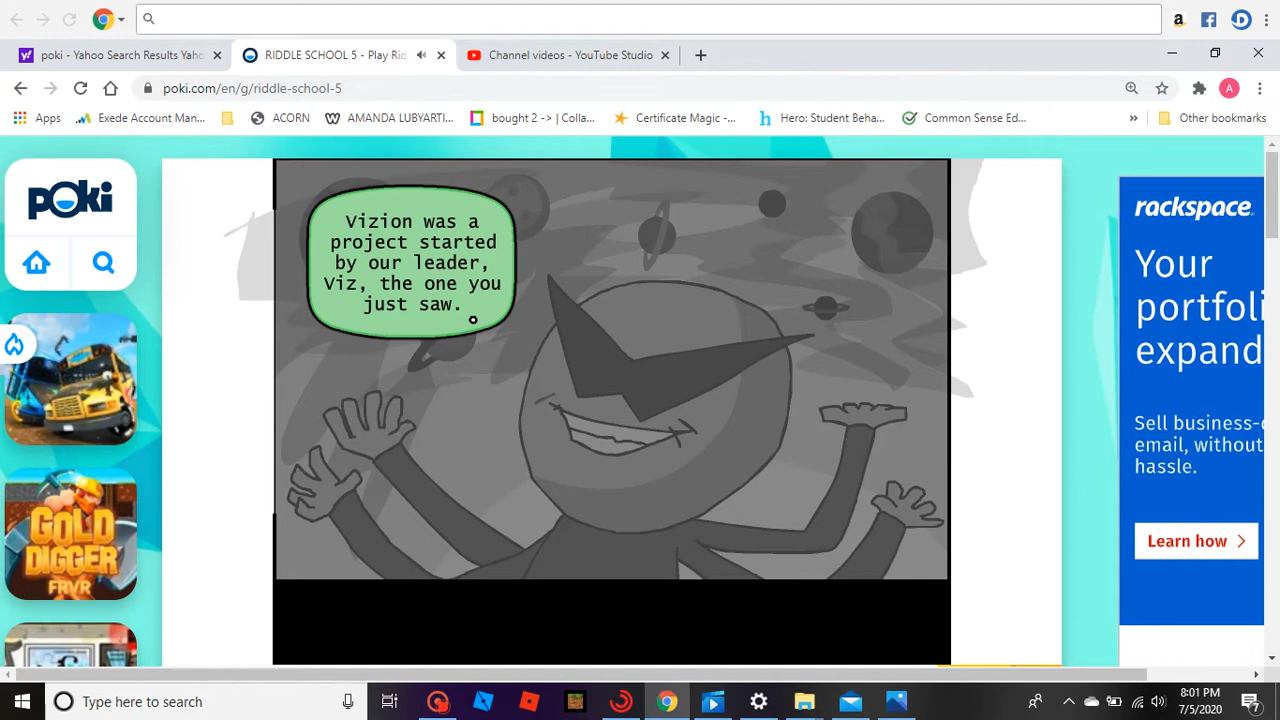 poki - Yahoo Search Results Yaho
RIDDLE SCHOOL 5 - Play Rid
Channel videos - YouTube Studio
poki.com/en/g/riddle-school-5
A
Apps
Exede Account Man...
ACORN
AMANDA LUBYARTI...
bought 2 -> | Colla...
Certificate Magic -...
Hero: Student Beha...
Common Sense Ed...
»
Other bookmarks
POKi
Vizion was a
project started
by our leader,
Viz, the one you
just saw.
rackspace.
Your
portfoli
expand
Sell business-c
email, without
hassle.
Learn how
GOLD
DIGGER
FRVR
Type here to search
8:01 PM
7/5/2020
7